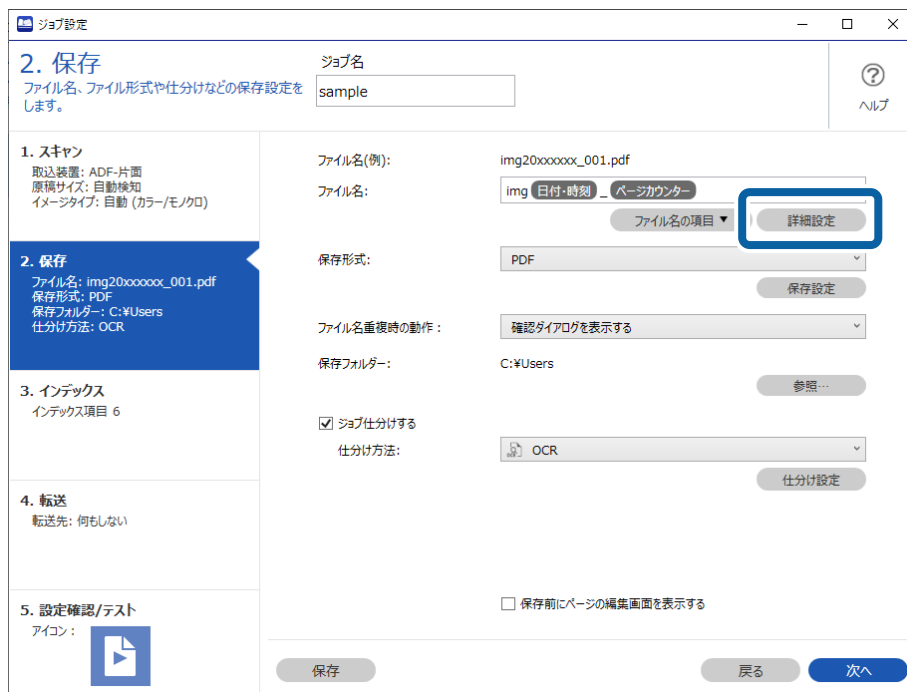 ジョブ設定
2. 保存
ファイル名、ファイル形式や仕分けなどの保存設定を
します。
ジョブ名
sample
ヘルプ
1. スキャン
取込装置: ADF-片面
原稿サイズ: 自動検知
イメージタイプ: 自動 (カラー/モノクロ)
2. 保存
ファイル名: img20xxxxxx_001.pdf
保存形式: PDF
保存フォルダー: C:¥Users
仕分け方法: OCR
3. インデックス
インデックス項目 6
4. 転送
転送先: 何もしない
5. 設定確認/テスト
アイコン :
ファイル名(例): img20xxxxxx_001.pdf
ファイル名: img 日付・時刻 _ ページカウンター
ファイル名の項目▼ 詳細設定
保存形式: PDF
保存設定
ファイル名重複時の動作 : 確認ダイアログを表示する
保存フォルダー: C:¥Users
参照…
ジョブ仕分けする
仕分け方法: OCR
仕分け設定
保存前にページの編集画面を表示する
保存 戻る 次へ